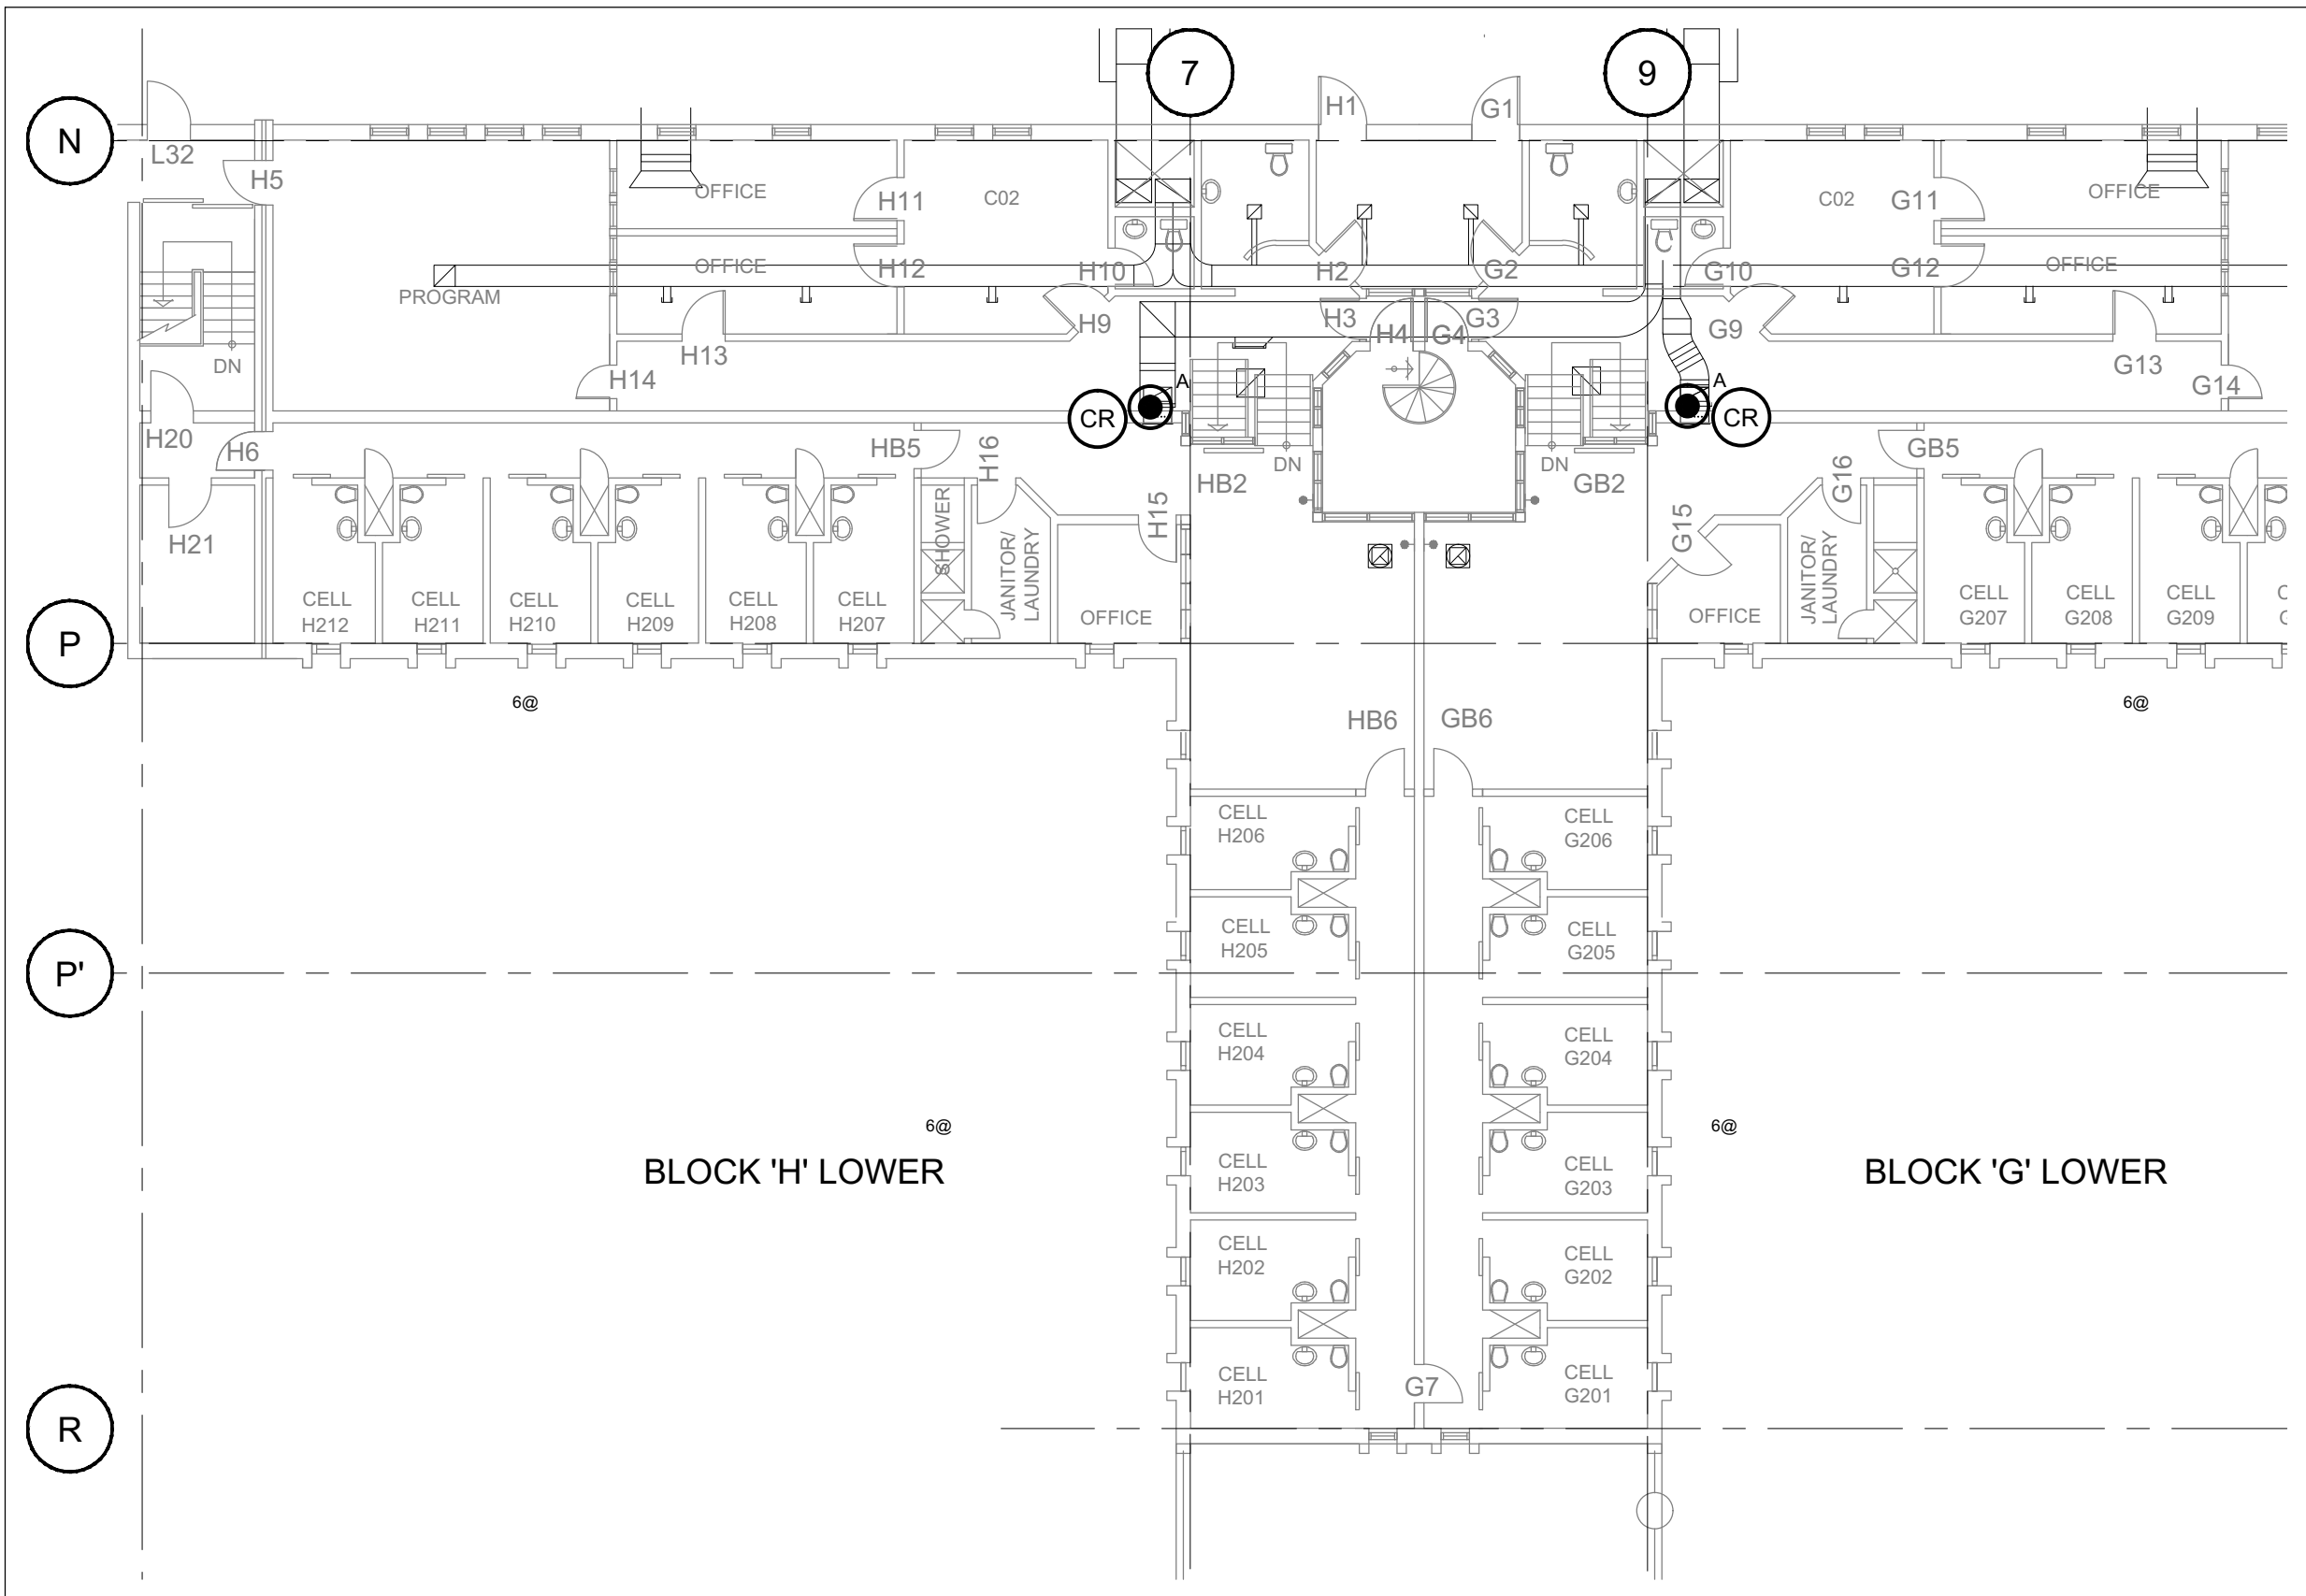 7
9
N
H1
G1
L32
H5
OFFICE
H11
C02
C02
G11
OFFICE
OFFICE
H12
H10
H2
G2
G10
G12
OFFICE
PROGRAM
H9
H3
H4
G4
G3
G9
H13
G13
DN
H14
A
A
G14
CR
CR
H20
H6
HB5
H16
DN
DN
GB5
HB2
GB2
G16
H15
G15
SHOWER
H21
JANITOR/
LAUNDRY
JANITOR/
LAUNDRY
CELL
H212
CELL
H211
CELL
H210
CELL
H209
CELL
H208
CELL
H207
OFFICE
OFFICE
CELL
G207
CELL
G208
CELL
G209
P
6@
6@
HB6
GB6
CELL
H206
CELL
G206
CELL
H205
CELL
G205
P'
CELL
H204
CELL
G204
6@
6@
BLOCK 'H' LOWER
CELL
H203
CELL
G203
BLOCK 'G' LOWER
CELL
H202
CELL
G202
CELL
H201
G7
CELL
G201
R